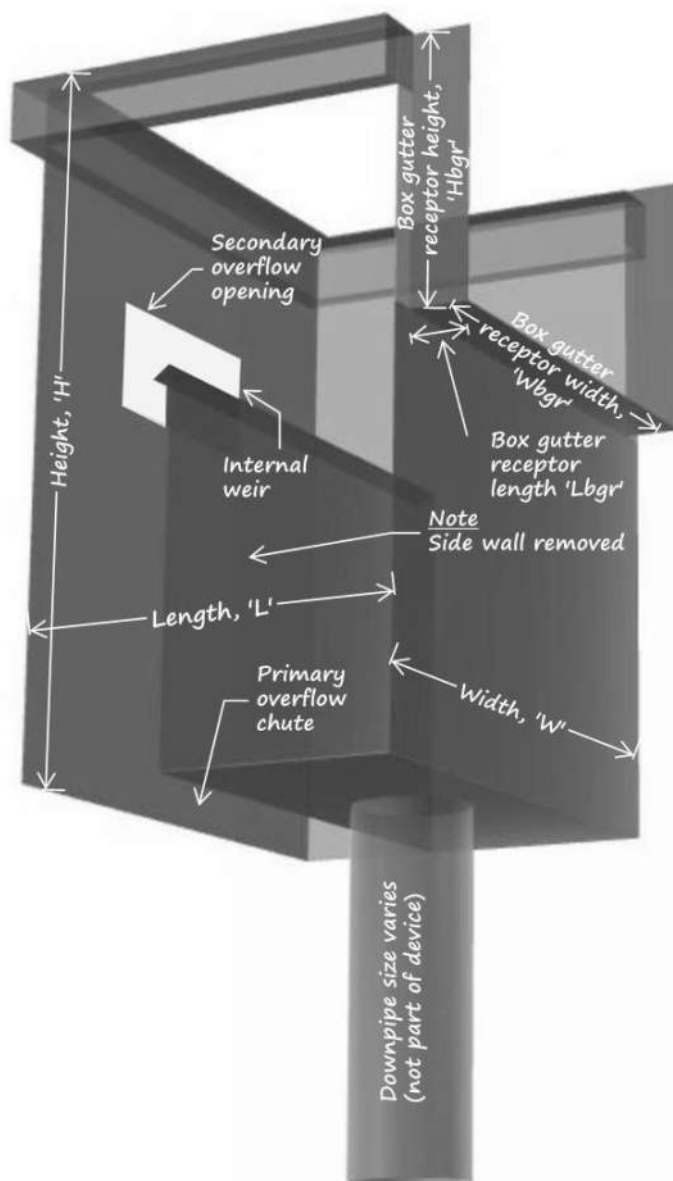 Box gutter
receptor height,
'Hbgr'
Secondary
overflow
opening
Box gutter
receptor width,
'Wbgr'
Height, 'H'
Internal
weir
Box gutter
receptor
length 'Lbgr'
Note
Side wall removed
Length, 'L'
Primary
overflow
chute
Width, 'W'
Downpipe size varies
(not part of device)